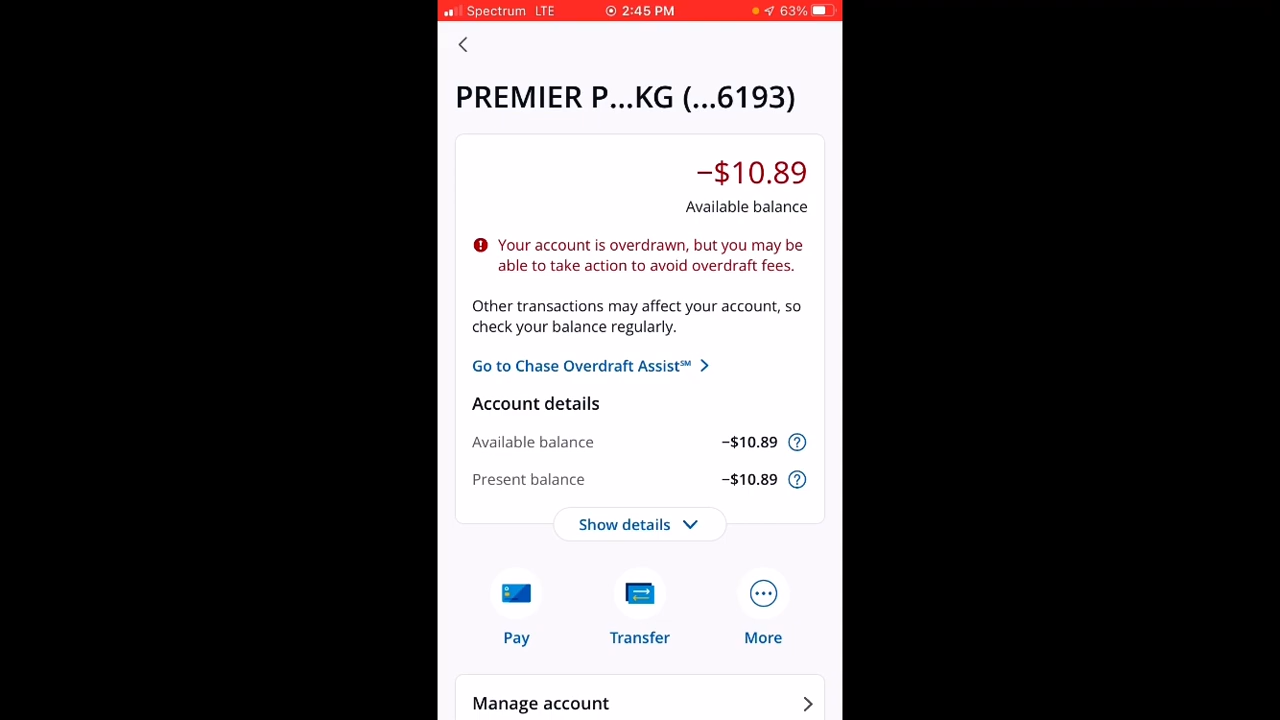 Spectrum LTE 2:45 PM 63%
PREMIER P...KG (...6193)
−$10.89
Available balance
Your account is overdrawn, but you may be
able to take action to avoid overdraft fees.
Other transactions may affect your account, so
check your balance regularly.
Go to Chase Overdraft Assist℠
Account details
Available balance −$10.89
Present balance −$10.89
Show details
Pay Transfer More
Manage account